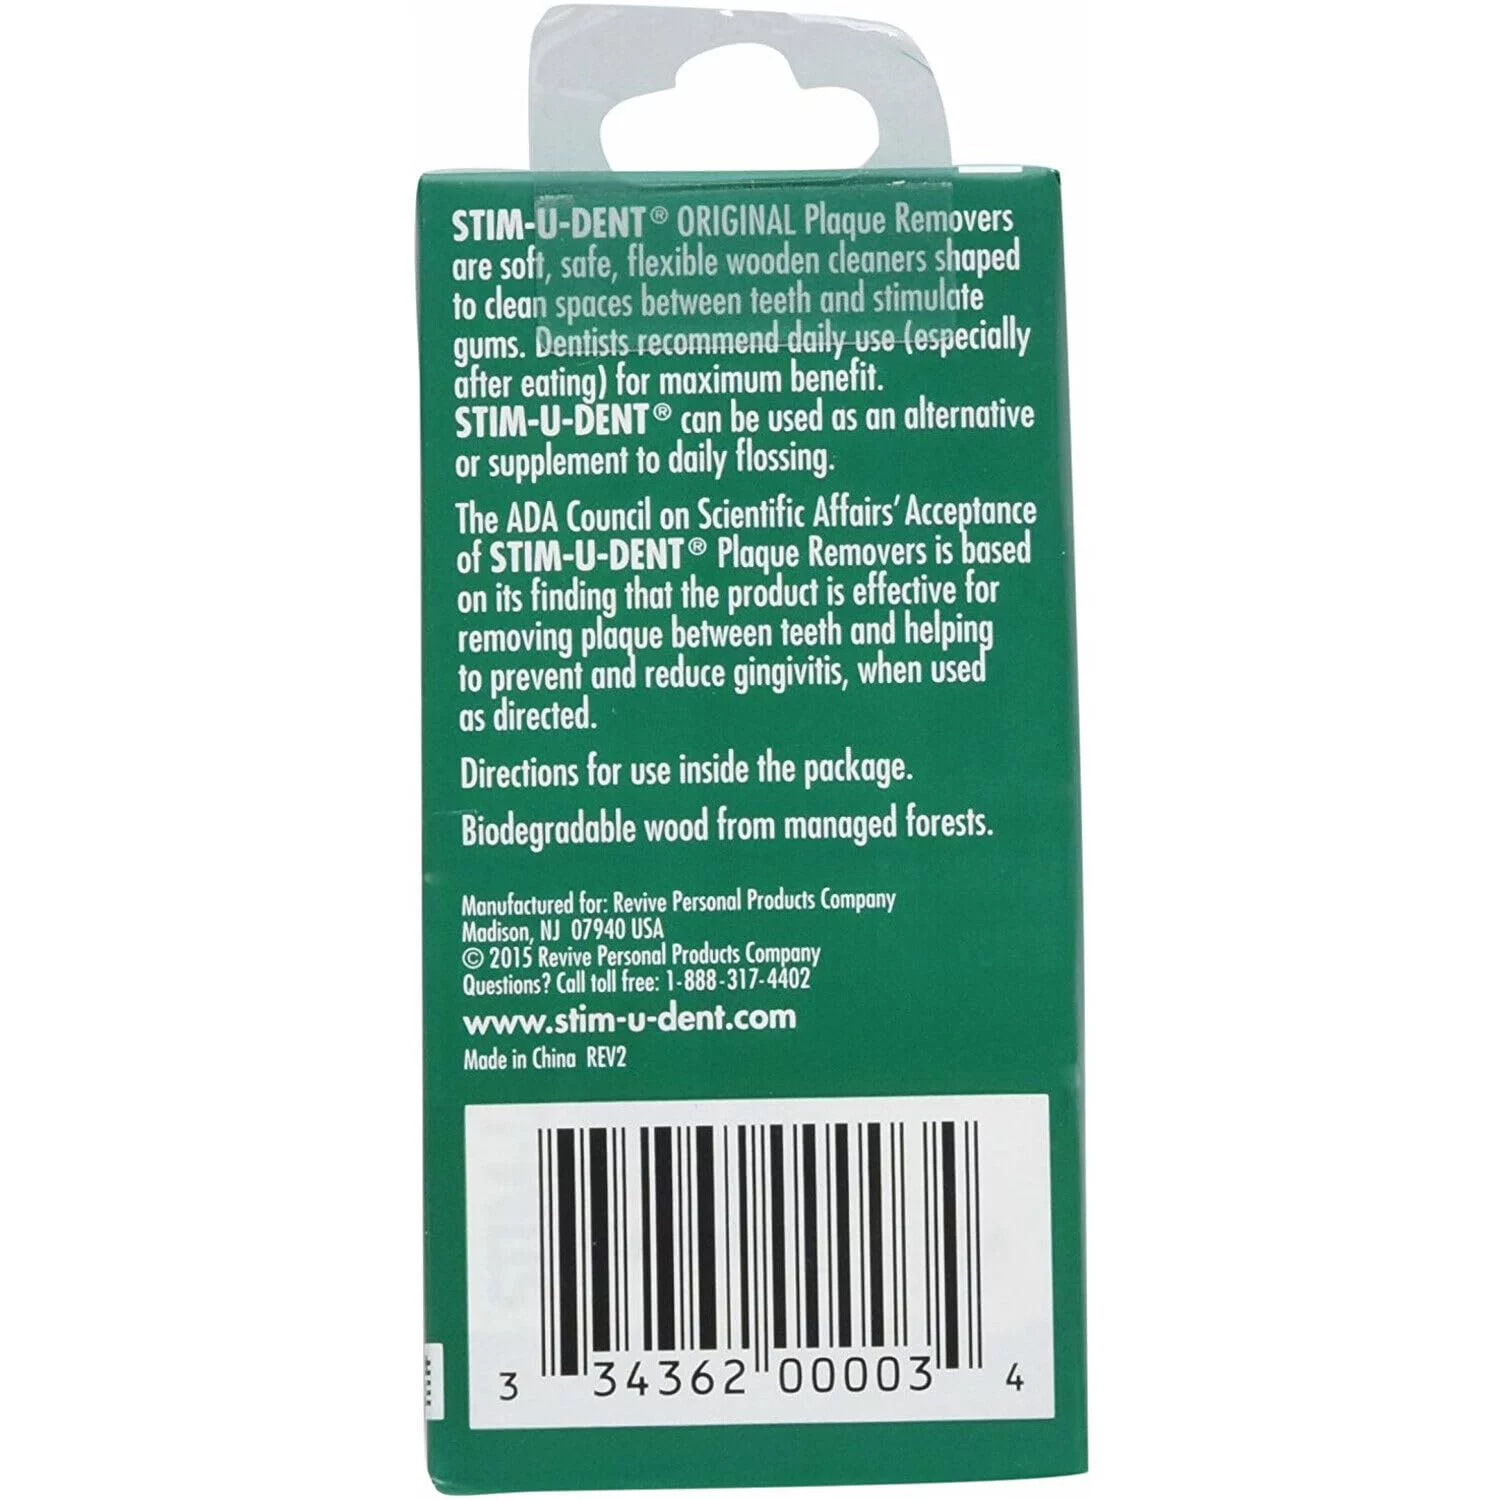 STIM-U-DENT® ORIGINAL Plaque Removers
are soft, safe, flexible wooden cleaners shaped
to clean spaces between teeth and stimulate
gums. Dentists recommend daily use (especially
after eating) for maximum benefit.
STIM-U-DENT® can be used as an alternative
or supplement to daily flossing.
The ADA Council on Scientific Affairs' Acceptance
of STIM-U-DENT® Plaque Removers is based
on its finding that the product is effective for
removing plaque between teeth and helping
to prevent and reduce gingivitis, when used
as directed.
Directions for use inside the package.
Biodegradable wood from managed forests.
Manufactured for: Revive Personal Products Company
Madison, NJ 07940 USA
© 2015 Revive Personal Products Company
Questions? Call toll free: 1-888-317-4402
www.stim-u-dent.com
Made in China REV2
3 34362 00003 4